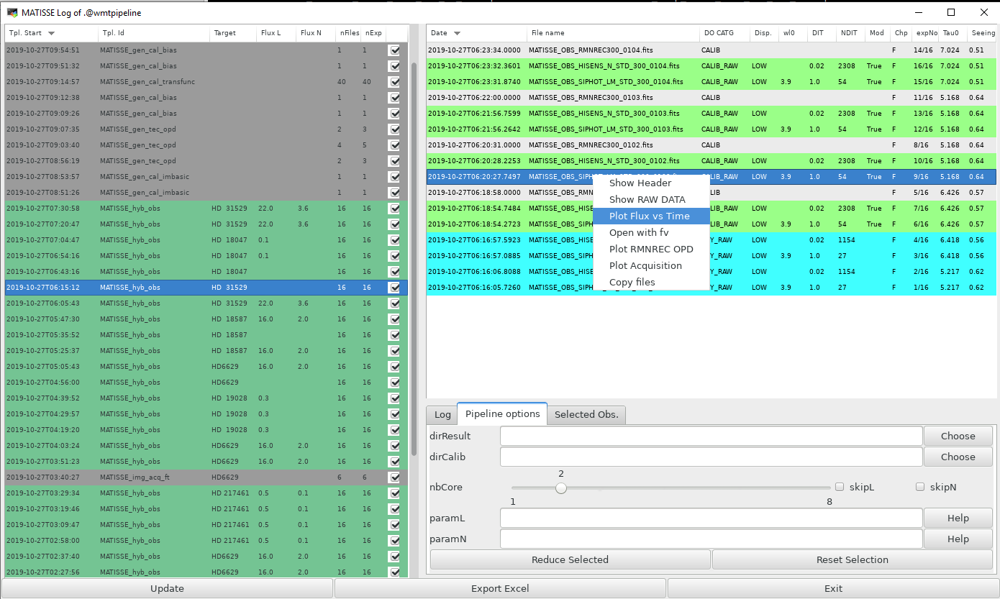 MATISSE Log of .@wmtpipeline
Tpl. Start Tpl. Id Target Flux L Flux N nFiles nExp
2019-10-27T09:54:51 MATISSE_gen_cal_bias 1 1
2019-10-27T09:51:32 MATISSE_gen_cal_bias 1 1
2019-10-27T09:14:57 MATISSE_gen_cal_transfunc 40 40
2019-10-27T09:12:38 MATISSE_gen_cal_bias 1 1
2019-10-27T09:09:26 MATISSE_gen_cal_bias 1 1
2019-10-27T09:07:35 MATISSE_gen_tec_opd 2 3
2019-10-27T09:03:40 MATISSE_gen_tec_opd 4 5
2019-10-27T08:56:19 MATISSE_gen_tec_opd 2 3
2019-10-27T08:53:57 MATISSE_gen_cal_imbasic 1 1
2019-10-27T08:51:26 MATISSE_gen_cal_imbasic 1 1
2019-10-27T07:30:58 MATISSE_hyb_obs HD 31529 22.0 3.6 16 16
2019-10-27T07:20:47 MATISSE_hyb_obs HD 31529 22.0 3.6 16 16
2019-10-27T07:04:47 MATISSE_hyb_obs HD 18047 0.1 16 16
2019-10-27T06:54:16 MATISSE_hyb_obs HD 18047 0.1 16 16
2019-10-27T06:43:16 MATISSE_hyb_obs HD 18047 16 16
2019-10-27T06:15:12 MATISSE_hyb_obs HD 31529 16 16
2019-10-27T06:05:43 MATISSE_hyb_obs HD 31529 22.0 3.6 16 16
2019-10-27T05:47:30 MATISSE_hyb_obs HD 18587 16.0 2.0 16 16
2019-10-27T05:35:52 MATISSE_hyb_obs HD 18587 16 16
2019-10-27T05:25:37 MATISSE_hyb_obs HD 18587 16.0 2.0 16 16
2019-10-27T05:05:43 MATISSE_hyb_obs HD6629 16.0 2.0 16 16
2019-10-27T04:56:00 MATISSE_hyb_obs HD6629 16 16
2019-10-27T04:39:52 MATISSE_hyb_obs HD 19028 0.3 16 16
2019-10-27T04:29:57 MATISSE_hyb_obs HD 19028 0.3 16 16
2019-10-27T04:19:20 MATISSE_hyb_obs HD 19028 0.3 16 16
2019-10-27T04:03:24 MATISSE_hyb_obs HD6629 16.0 2.0 16 16
2019-10-27T03:51:23 MATISSE_hyb_obs HD6629 16.0 2.0 16 16
2019-10-27T03:40:27 MATISSE_img_acq_ft HD6629 6 6
2019-10-27T03:29:34 MATISSE_hyb_obs HD 217461 0.5 0.1 16 16
2019-10-27T03:19:46 MATISSE_hyb_obs HD 217461 0.5 0.1 16 16
2019-10-27T03:09:47 MATISSE_hyb_obs HD 217461 0.5 0.1 16 16
2019-10-27T02:58:00 MATISSE_hyb_obs HD 217461 0.5 0.1 16 16
2019-10-27T02:37:40 MATISSE_hyb_obs HD6629 16.0 2.0 16 16
2019-10-27T02:27:56 MATISSE_hyb_obs HD6629 16.0 2.0 16 16
Date File name DO CATG Disp. wl0 DIT NDIT Mod Chp expNo Tau0 Seeing
2019-10-27T06:23:34.0000 MATISSE_OBS_RMNREC300_0104.fits CALIB F 14/16 7.024 0.51
2019-10-27T06:23:32.3601 MATISSE_OBS_HISENS_N_STD_300_0104.fits CALIB_RAW LOW 0.02 2308 True F 16/16 7.024 0.51
2019-10-27T06:23:31.8740 MATISSE_OBS_SIPHOT_LM_STD_300_0104.fits CALIB_RAW LOW 3.9 1.0 54 True F 15/16 7.024 0.51
2019-10-27T06:22:00.0000 MATISSE_OBS_RMNREC300_0103.fits CALIB F 11/16 5.168 0.64
2019-10-27T06:21:56.7599 MATISSE_OBS_HISENS_N_STD_300_0103.fits CALIB_RAW LOW 0.02 2308 True F 13/16 5.168 0.64
2019-10-27T06:21:56.2642 MATISSE_OBS_SIPHOT_LM_STD_300_0103.fits CALIB_RAW LOW 3.9 1.0 54 True F 12/16 5.168 0.64
2019-10-27T06:20:31.0000 MATISSE_OBS_RMNREC300_0102.fits CALIB F 8/16 5.168 0.64
2019-10-27T06:20:28.2253 MATISSE_OBS_HISENS_N_STD_300_0102.fits CALIB_RAW LOW 0.02 2308 True F 10/16 5.168 0.64
2019-10-27T06:20:27.7497 MATISSE_OBS_SIPH LIB_RAW LOW 3.9 1.0 54 True F 9/16 5.168 0.64
2019-10-27T06:18:58.0000 MATISSE_OBS_RMN LIB F 5/16 6.426 0.57
2019-10-27T06:18:54.7484 MATISSE_OBS_HIS LIB_RAW LOW 0.02 2308 True F 7/16 6.426 0.57
2019-10-27T06:18:54.2723 MATISSE_OBS_SIPH LIB_RAW LOW 3.9 1.0 54 True F 6/16 6.426 0.57
2019-10-27T06:16:57.5923 MATISSE_OBS_HIS Y_RAW LOW 0.02 1154 F 4/16 6.418 0.56
2019-10-27T06:16:57.0885 MATISSE_OBS_SIPH Y_RAW LOW 3.9 1.0 27 F 3/16 6.418 0.56
2019-10-27T06:16:06.8088 MATISSE_OBS_HIS Y_RAW LOW 0.02 1154 F 2/16 5.217 0.62
2019-10-27T06:16:05.7260 MATISSE_OBS_SIPH Y_RAW LOW 3.9 1.0 27 F 1/16 5.217 0.62
Show Header
Show RAW DATA
Plot Flux vs Time
Open with fv
Plot RMNREC OPD
Plot Acquisition
Copy files
Log Pipeline options Selected Obs.
dirResult Choose
dirCalib Choose
2
nbCore skipL skipN
1 8
paramL Help
paramN Help
Reduce Selected Reset Selection
Update Export Excel Exit